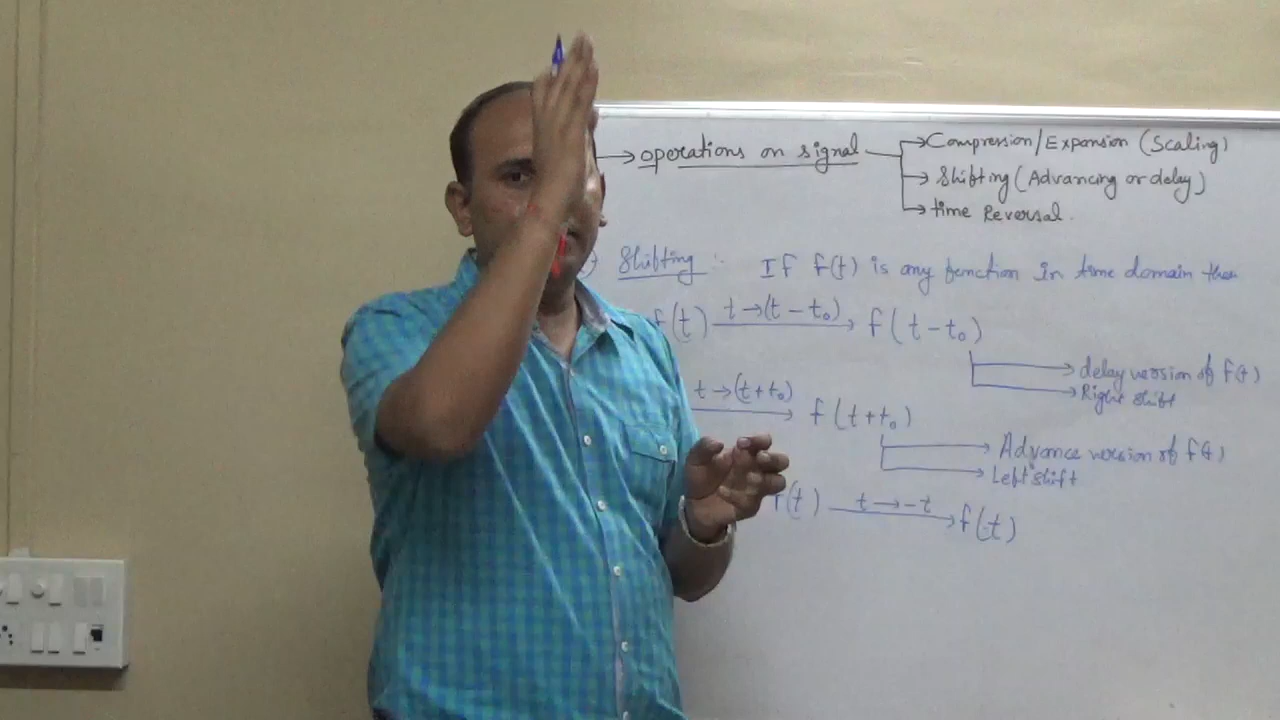 → operations on signal → Compression/Expansion (Scaling)
→ Shifting (Advancing or delay)
→ time Reversal.
Shifting :- If f(t) is any function in time domain then
f(t) t→(t-t₀) → f(t-t₀)
→ delay version of f(t)
→ Right shift
t→(t+t₀) → f(t+t₀)
→ Advance version of f(t)
→ Left shift
f(t) t→-t → f(-t)